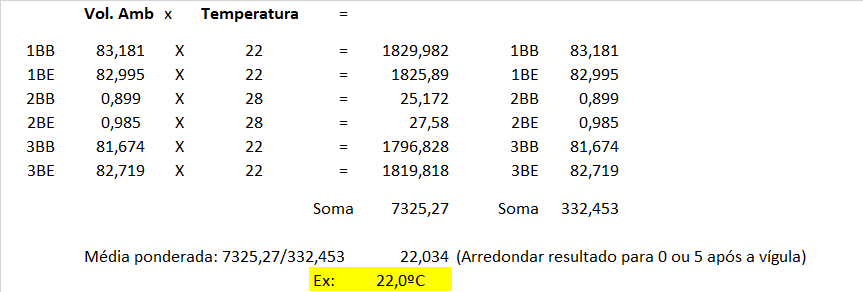 Vol. Amb x Temperatura =
1BB 83,181 X 22 = 1829,982 1BB 83,181
1BE 82,995 X 22 = 1825,89 1BE 82,995
2BB 0,899 X 28 = 25,172 2BB 0,899
2BE 0,985 X 28 = 27,58 2BE 0,985
3BB 81,674 X 22 = 1796,828 3BB 81,674
3BE 82,719 X 22 = 1819,818 3BE 82,719
Soma 7325,27 Soma 332,453
Média ponderada: 7325,27/332,453 22,034 (Arredondar resultado para 0 ou 5 após a vígula)
Ex: 22,0ºC